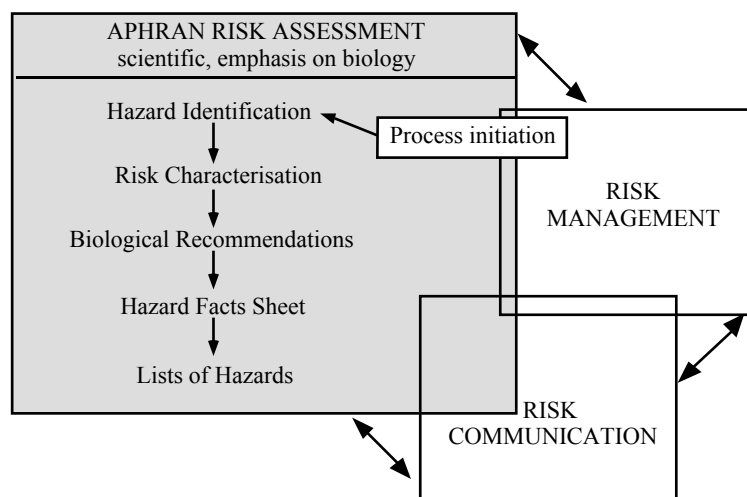 APHRAN RISK ASSESSMENT
scientific, emphasis on biology
Hazard Identification
Process initiation
Risk Characterisation
RISK
MANAGEMENT
Biological Recommendations
Hazard Facts Sheet
Lists of Hazards
RISK
COMMUNICATION